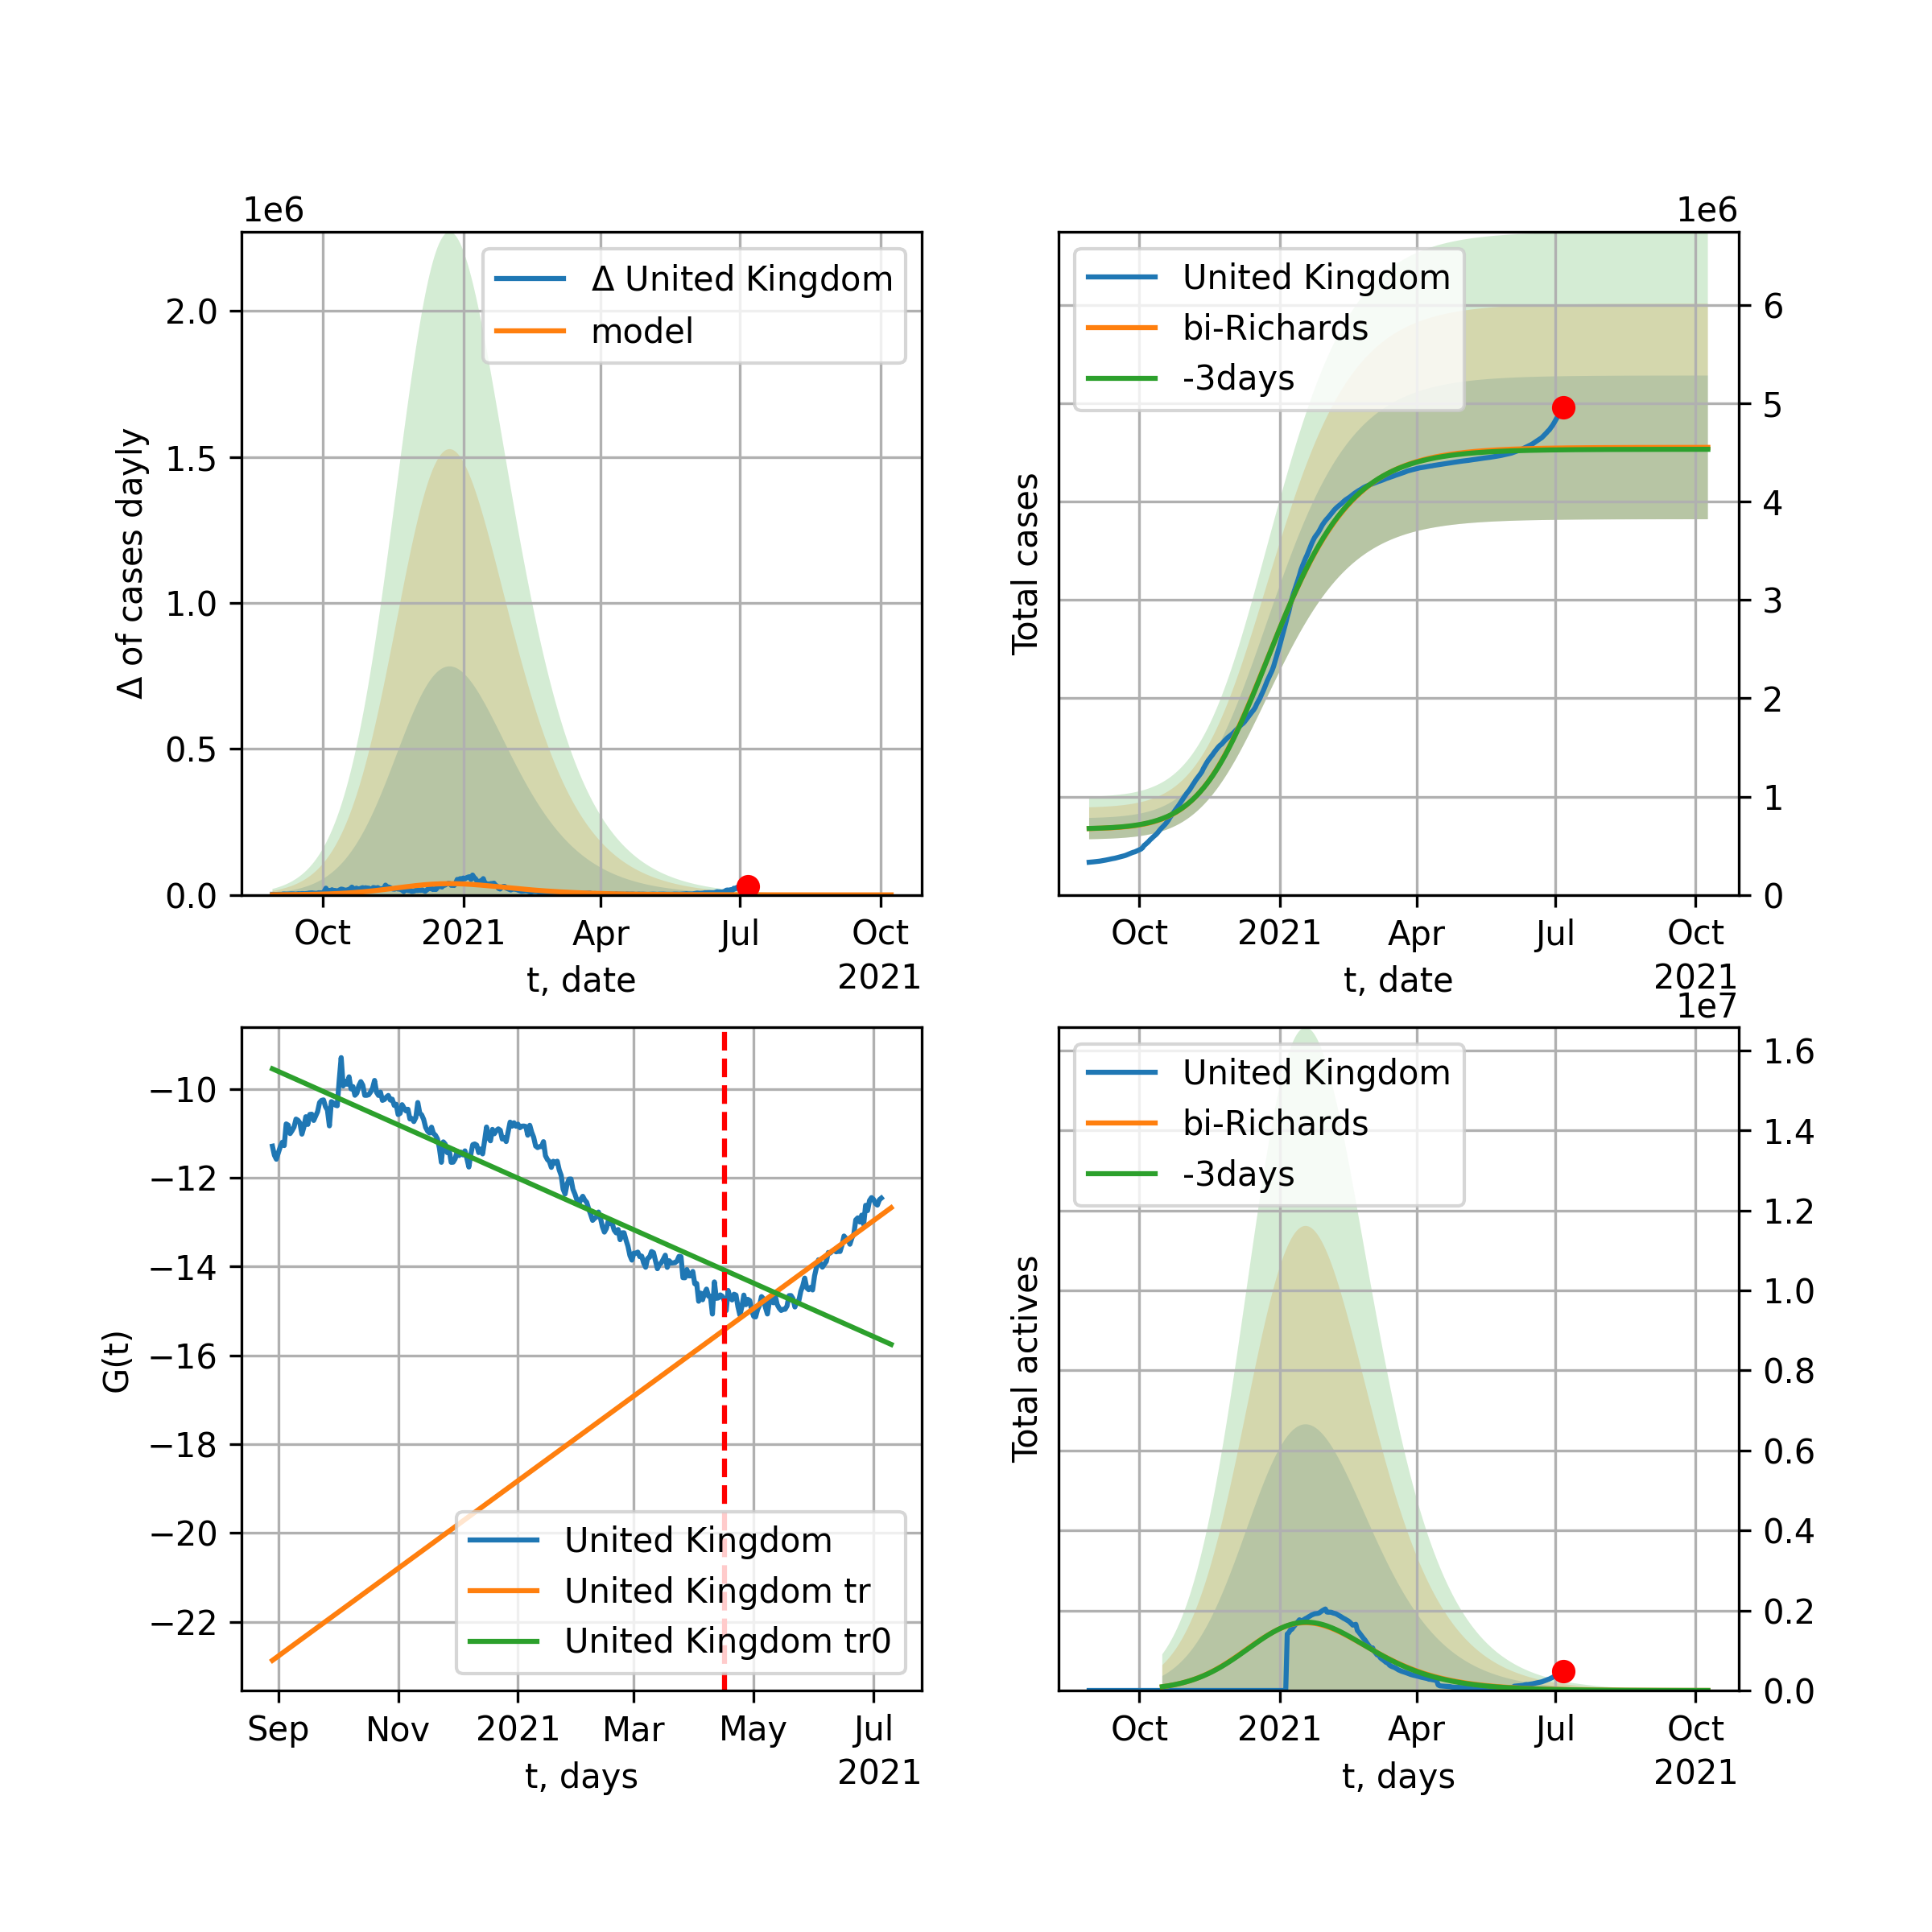 1e6
Δ United Kingdom
model
2.0
1.5
1.0
0.5
0.0
Δ of cases dayly
Oct
2021
Apr
Jul
Oct
t, date
2021
1e6
United Kingdom
bi-Richards
-3days
6
5
4
3
2
1
0
Total cases
Oct
2021
Apr
Jul
Oct
t, date
2021
−10
−12
−14
−16
−18
−20
−22
G(t)
United Kingdom
United Kingdom tr
United Kingdom tr0
Sep
Nov
2021
Mar
May
Jul
t, days
2021
1e7
United Kingdom
bi-Richards
-3days
1.6
1.4
1.2
1.0
0.8
0.6
0.4
0.2
0.0
Total actives
Oct
2021
Apr
Jul
Oct
t, days
2021